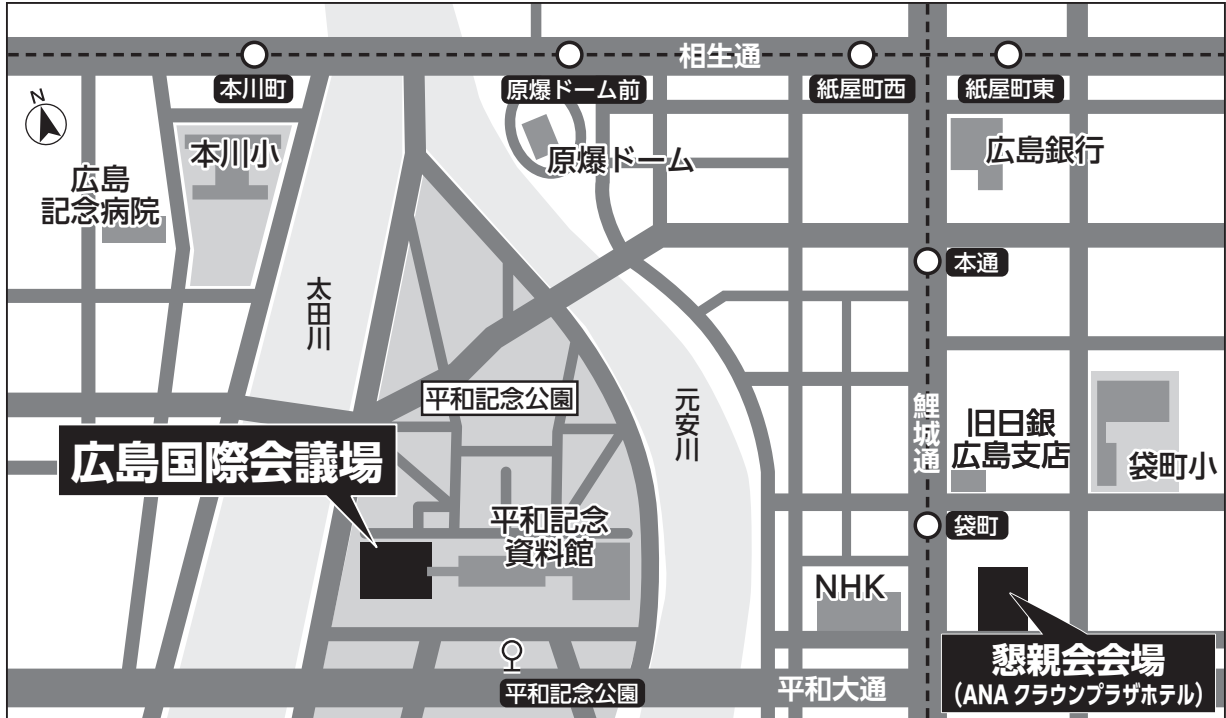 相生通
本川町
原爆ドーム前
紙屋町西
紙屋町東
N
本川小
原爆ドーム
広島銀行
広島
記念病院
本通
太田川
平和記念公園
元安川
鯉城通
旧日銀
広島支店
袋町小
広島国際会議場
平和記念
資料館
袋町
NHK
懇親会会場
(ANAクラウンプラザホテル)
平和記念公園
平和大通